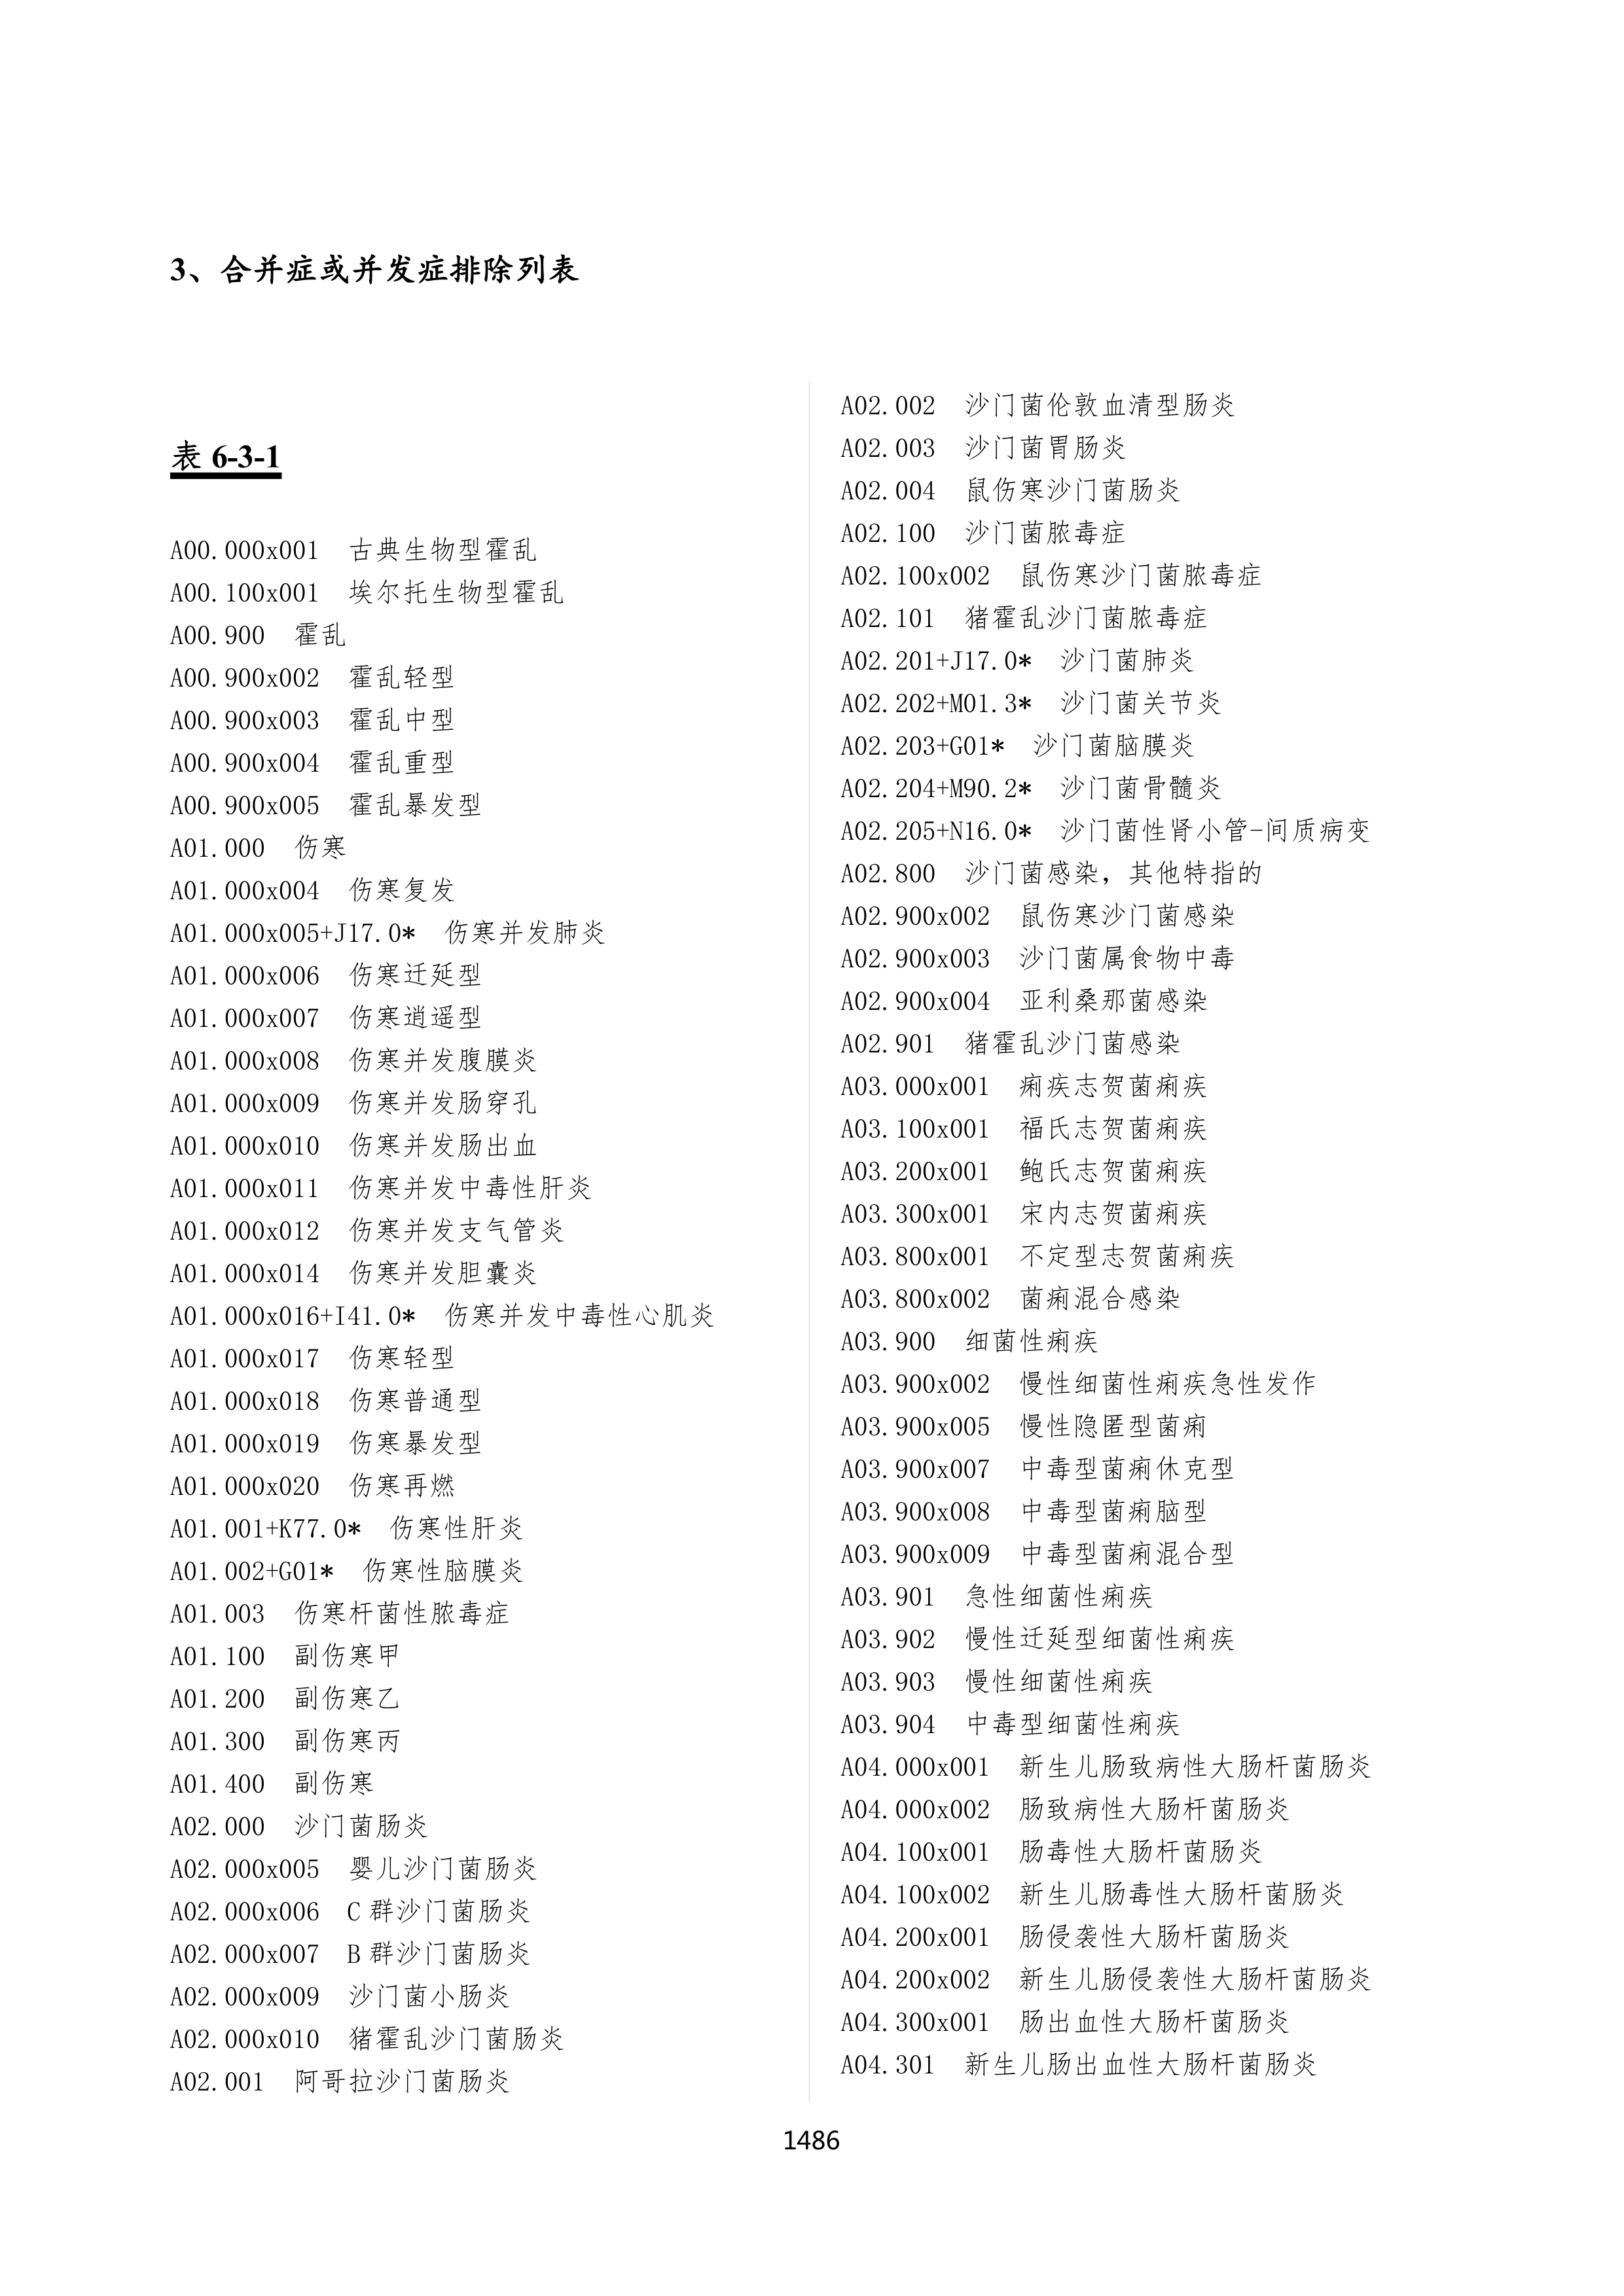 3、合并症或并发症排除列表
表 6-3-1
A00.000x001 古典生物型霍乱
A00.100x001 埃尔托生物型霍乱
A00.900 霍乱
A00.900x002 霍乱轻型
A00.900x003 霍乱中型
A00.900x004 霍乱重型
A00.900x005 霍乱暴发型
A01.000 伤寒
A01.000x004 伤寒复发
A01.000x005+J17.0* 伤寒并发肺炎
A01.000x006 伤寒迁延型
A01.000x007 伤寒逍遥型
A01.000x008 伤寒并发腹膜炎
A01.000x009 伤寒并发肠穿孔
A01.000x010 伤寒并发肠出血
A01.000x011 伤寒并发中毒性肝炎
A01.000x012 伤寒并发支气管炎
A01.000x014 伤寒并发胆囊炎
A01.000x016+I41.0* 伤寒并发中毒性心肌炎
A01.000x017 伤寒轻型
A01.000x018 伤寒普通型
A01.000x019 伤寒暴发型
A01.000x020 伤寒再燃
A01.001+K77.0* 伤寒性肝炎
A01.002+G01* 伤寒性脑膜炎
A01.003 伤寒杆菌性脓毒症
A01.100 副伤寒甲
A01.200 副伤寒乙
A01.300 副伤寒丙
A01.400 副伤寒
A02.000 沙门菌肠炎
A02.000x005 婴儿沙门菌肠炎
A02.000x006 C 群沙门菌肠炎
A02.000x007 B 群沙门菌肠炎
A02.000x009 沙门菌小肠炎
A02.000x010 猪霍乱沙门菌肠炎
A02.001 阿哥拉沙门菌肠炎
A02.002 沙门菌伦敦血清型肠炎
A02.003 沙门菌胃肠炎
A02.004 鼠伤寒沙门菌肠炎
A02.100 沙门菌脓毒症
A02.100x002 鼠伤寒沙门菌脓毒症
A02.101 猪霍乱沙门菌脓毒症
A02.201+J17.0* 沙门菌肺炎
A02.202+M01.3* 沙门菌关节炎
A02.203+G01* 沙门菌脑膜炎
A02.204+M90.2* 沙门菌骨髓炎
A02.205+N16.0* 沙门菌性肾小管-间质病变
A02.800 沙门菌感染，其他特指的
A02.900x002 鼠伤寒沙门菌感染
A02.900x003 沙门菌属食物中毒
A02.900x004 亚利桑那菌感染
A02.901 猪霍乱沙门菌感染
A03.000x001 痢疾志贺菌痢疾
A03.100x001 福氏志贺菌痢疾
A03.200x001 鲍氏志贺菌痢疾
A03.300x001 宋内志贺菌痢疾
A03.800x001 不定型志贺菌痢疾
A03.800x002 菌痢混合感染
A03.900 细菌性痢疾
A03.900x002 慢性细菌性痢疾急性发作
A03.900x005 慢性隐匿型菌痢
A03.900x007 中毒型菌痢休克型
A03.900x008 中毒型菌痢脑型
A03.900x009 中毒型菌痢混合型
A03.901 急性细菌性痢疾
A03.902 慢性迁延型细菌性痢疾
A03.903 慢性细菌性痢疾
A03.904 中毒型细菌性痢疾
A04.000x001 新生儿肠致病性大肠杆菌肠炎
A04.000x002 肠致病性大肠杆菌肠炎
A04.100x001 肠毒性大肠杆菌肠炎
A04.100x002 新生儿肠毒性大肠杆菌肠炎
A04.200x001 肠侵袭性大肠杆菌肠炎
A04.200x002 新生儿肠侵袭性大肠杆菌肠炎
A04.300x001 肠出血性大肠杆菌肠炎
A04.301 新生儿肠出血性大肠杆菌肠炎
1486